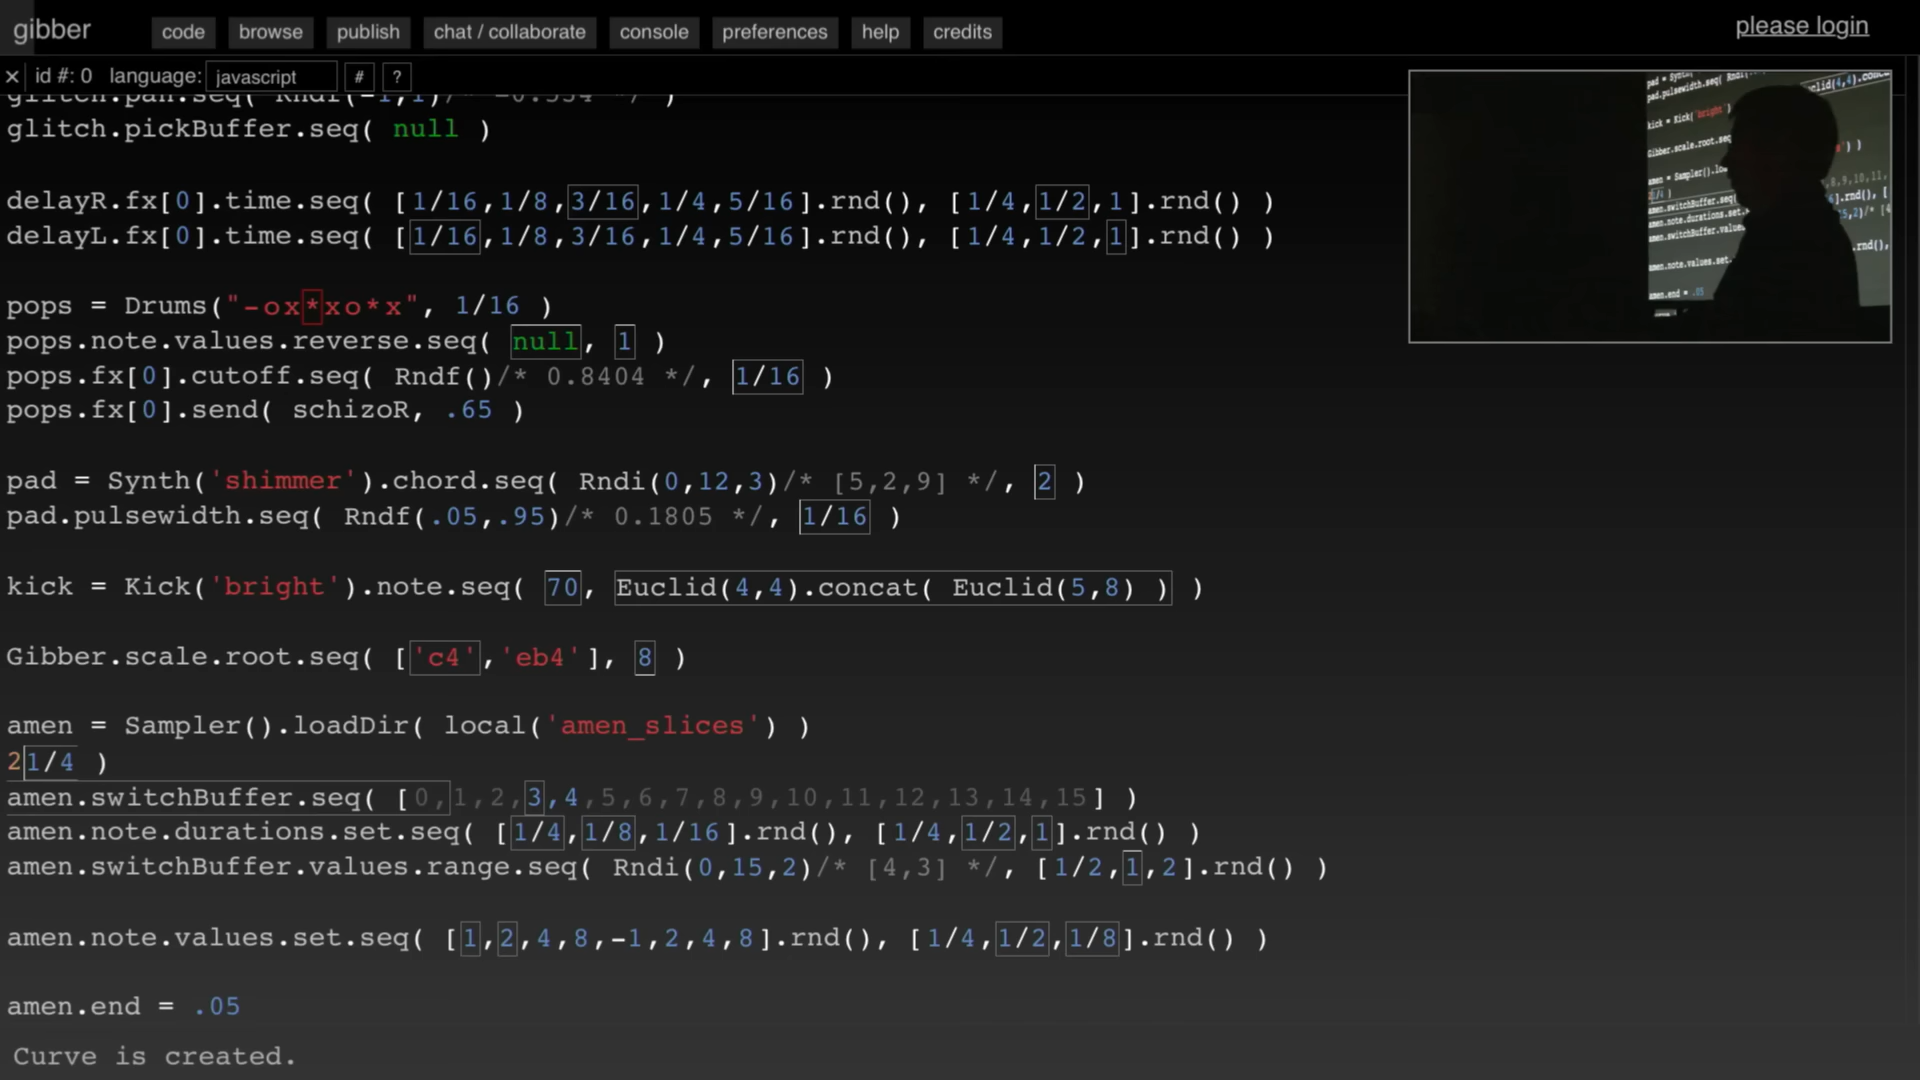 gibber code browse publish chat / collaborate console preferences help credits please login
× id #: 0 language: javascript # ?
glitch.pan.seq( Rndi(-1,1)/* -0.554 */ )
glitch.pickBuffer.seq( null )
delayR.fx[0].time.seq( [1/16,1/8,3/16,1/4,5/16].rnd(), [1/4,1/2,1].rnd() )
delayL.fx[0].time.seq( [1/16,1/8,3/16,1/4,5/16].rnd(), [1/4,1/2,1].rnd() )
pops = Drums("-ox*xo*x", 1/16 )
pops.note.values.reverse.seq( null, 1 )
pops.fx[0].cutoff.seq( Rndf()/* 0.8404 */, 1/16 )
pops.fx[0].send( schizoR, .65 )
pad = Synth('shimmer').chord.seq( Rndi(0,12,3)/* [5,2,9] */, 2 )
pad.pulsewidth.seq( Rndf(.05,.95)/* 0.1805 */, 1/16 )
kick = Kick('bright').note.seq( 70, Euclid(4,4).concat( Euclid(5,8) ) )
Gibber.scale.root.seq( ['c4','eb4'], 8 )
amen = Sampler().loadDir( local('amen_slices') )
21/4 )
amen.switchBuffer.seq( [0,1,2,3,4,5,6,7,8,9,10,11,12,13,14,15] )
amen.note.durations.set.seq( [1/4,1/8,1/16].rnd(), [1/4,1/2,1].rnd() )
amen.switchBuffer.values.range.seq( Rndi(0,15,2)/* [4,3] */, [1/2,1,2].rnd() )
amen.note.values.set.seq( [1,2,4,8,-1,2,4,8].rnd(), [1/4,1/2,1/8].rnd() )
amen.end = .05
Curve is created.